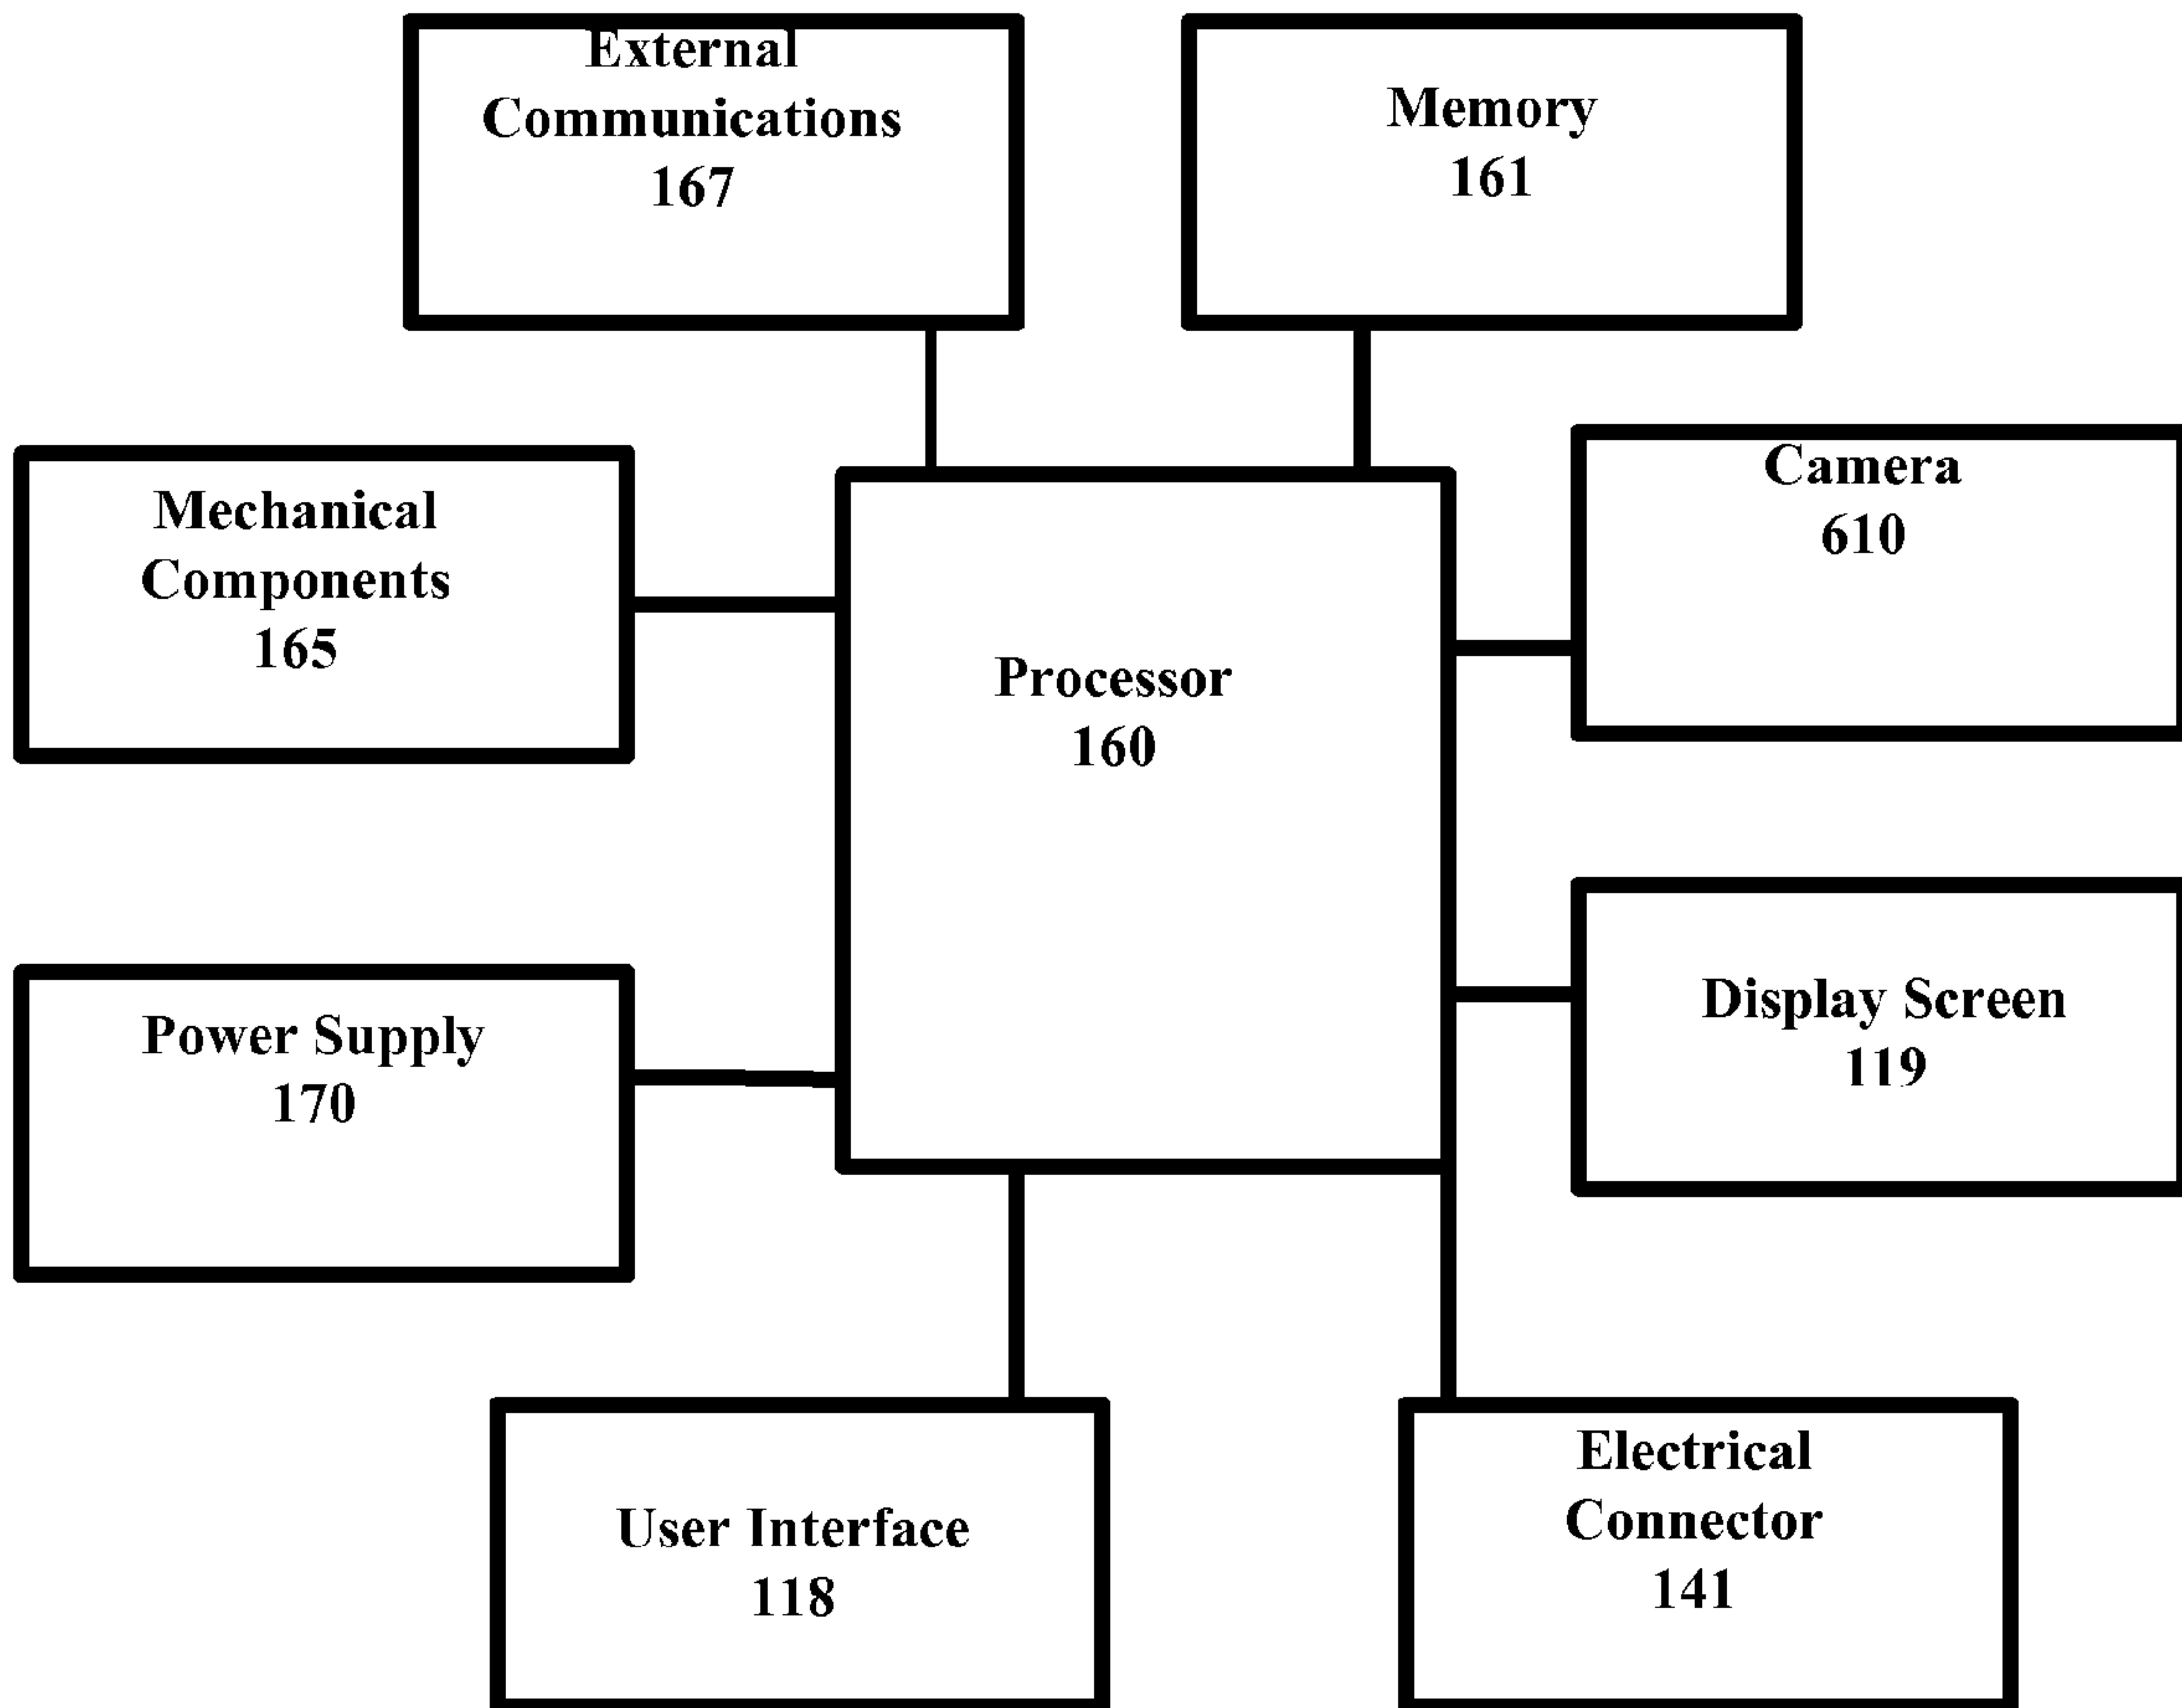 External
Communications
167
Memory
161
Mechanical
Components
165
Camera
610
Processor
160
Power Supply
170
Display Screen
119
User Interface
118
Electrical
Connector
141